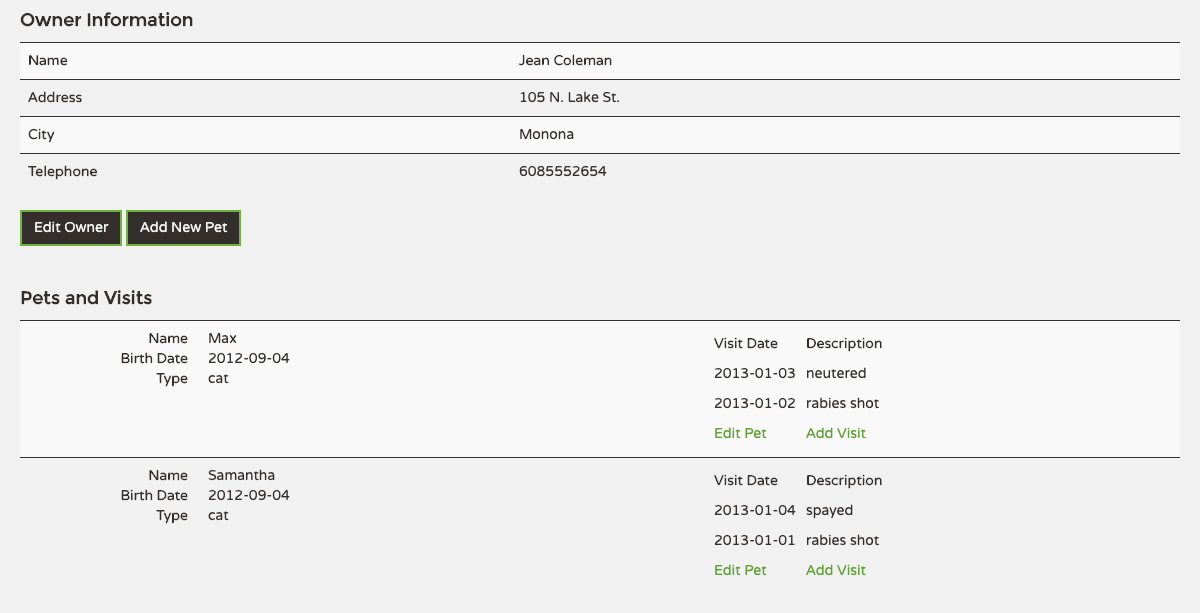 Owner Information
Name Jean Coleman
Address 105 N. Lake St.
City Monona
Telephone 6085552654
Edit Owner Add New Pet
Pets and Visits
Name Max
Birth Date 2012-09-04
Type cat
Visit Date Description
2013-01-03 neutered
2013-01-02 rabies shot
Edit Pet Add Visit
Name Samantha
Birth Date 2012-09-04
Type cat
Visit Date Description
2013-01-04 spayed
2013-01-01 rabies shot
Edit Pet Add Visit